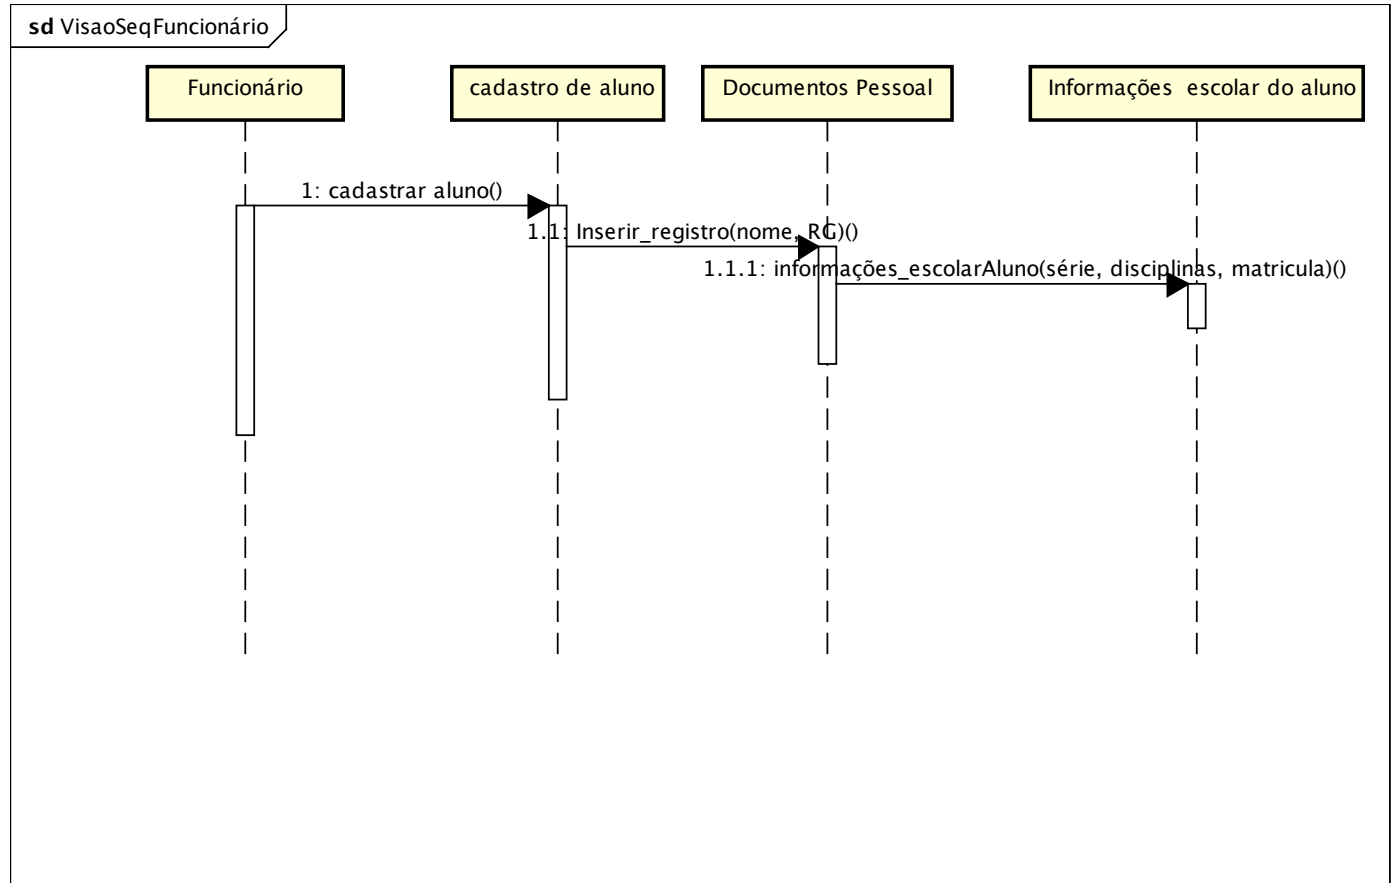 sd VisaoSeqFuncionário
Funcionário
cadastro de aluno
Documentos Pessoal
Informações  escolar do aluno
1: cadastrar aluno()
1.1: Inserir_registro(nome, RG)()
1.1.1: informações_escolarAluno(série, disciplinas, matricula)()